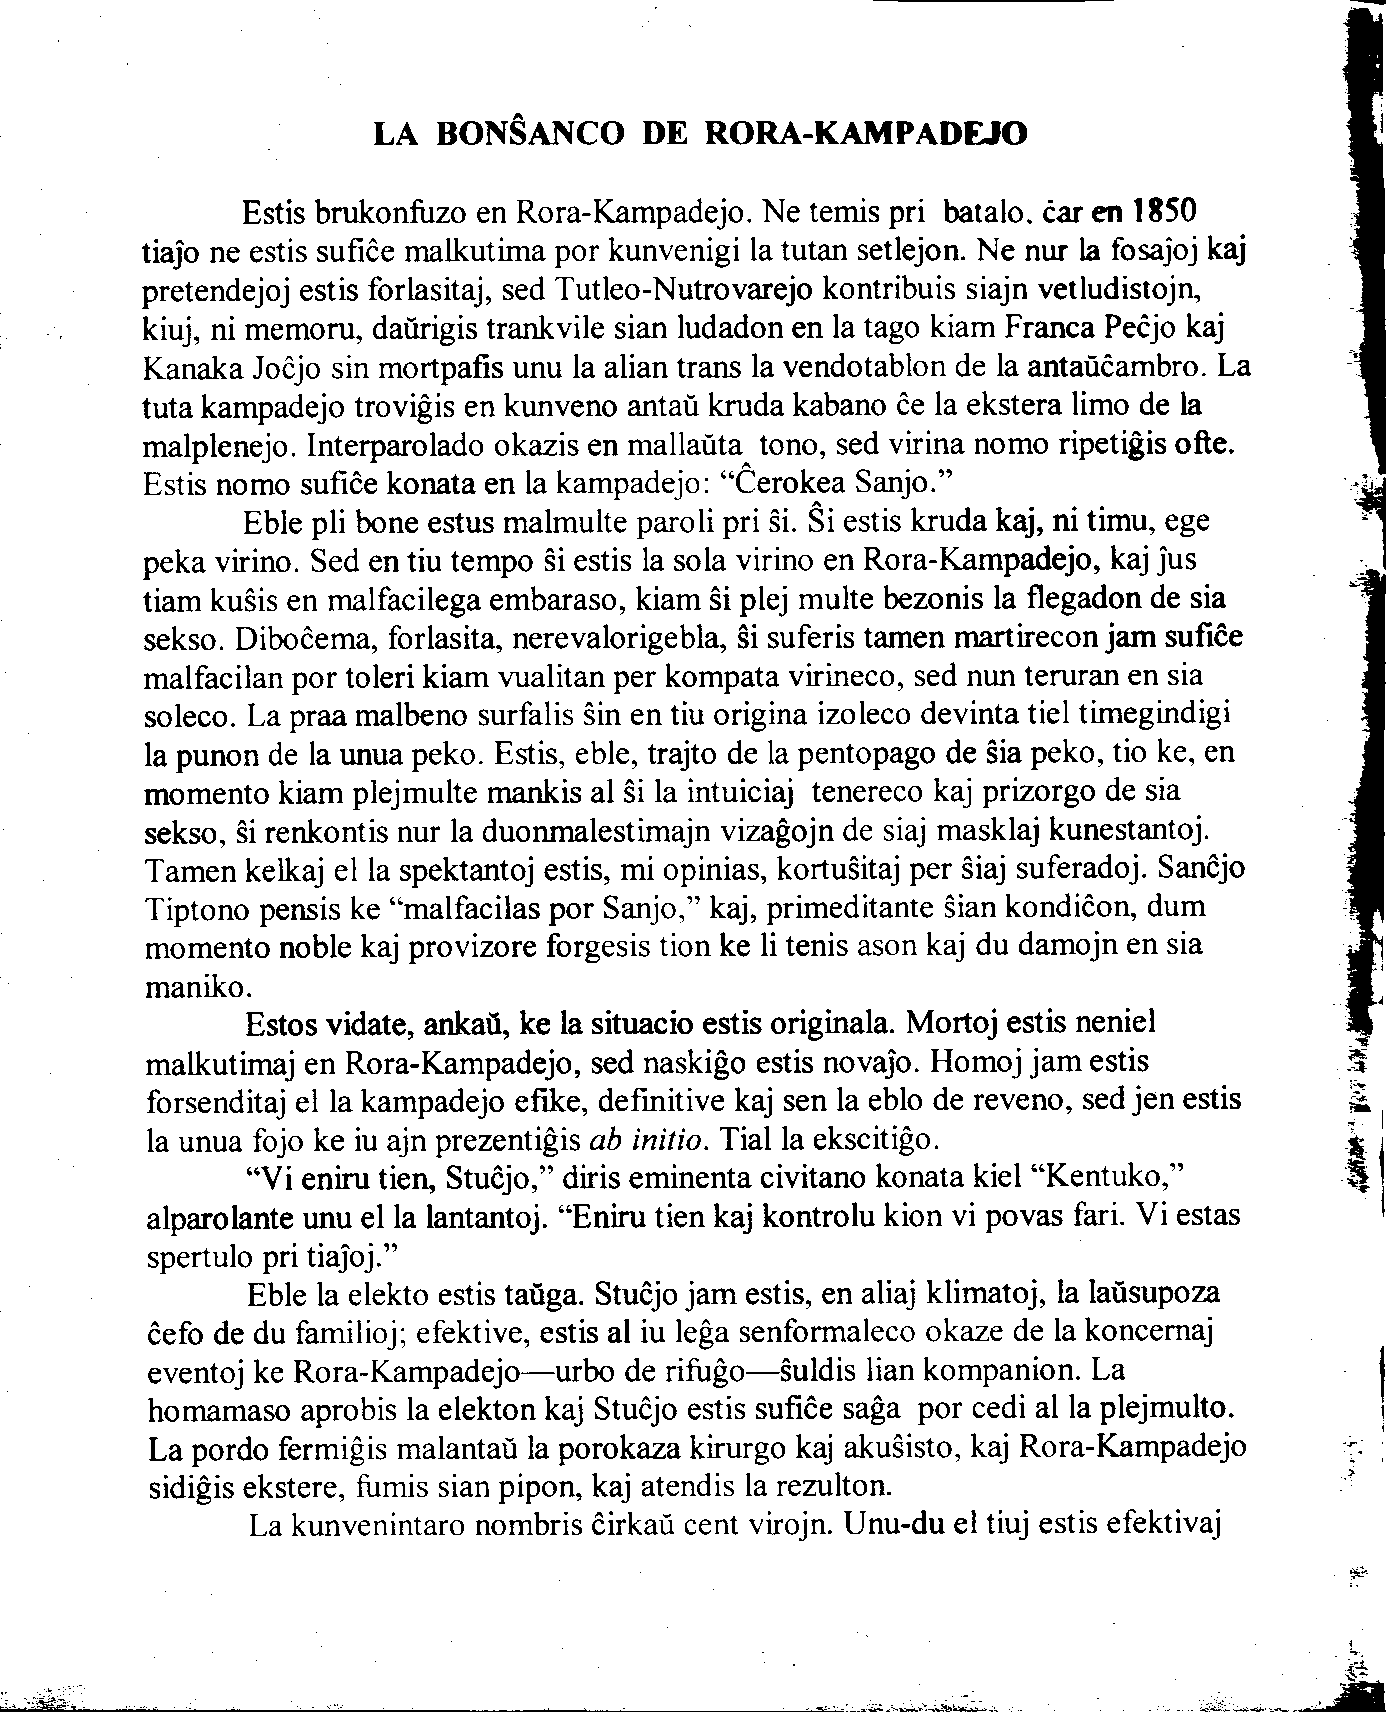 LA BONŜANCO DE RORA-KAMPADEJO
Estis brukonfuzo en Rora-Kampadejo. Ne temis pri batalo, ĉar en 1850
tiaĵo ne estis sufiĉe malkutima por kunvenigi la tutan setlejon. Ne nur la fosaĵoj kaj
pretendejoj estis forlasitaj, sed Tutleo-Nutrovarejo kontribuis siajn vetludistojn,
kiuj, ni memoru, daŭrigis trankvile sian ludadon en la tago kiam Franca Peĉjo kaj
Kanaka Joĉjo sin mortpafis unu la alian trans la vendotablon de la antaŭĉambro. La
tuta kampadejo troviĝis en kunveno antaŭ kruda kabano ĉe la ekstera limo de la
malplenejo. Interparolado okazis en mallaŭta tono, sed virina nomo ripetiĝis ofte.
Estis nomo sufiĉe konata en la kampadejo: “Ĉerokea Sanjo.”
Eble pli bone estus malmulte paroli pri ŝi. Ŝi estis kruda kaj, ni timu, ege
peka virino. Sed en tiu tempo ŝi estis la sola virino en Rora-Kampadejo, kaj ĵus
tiam kuŝis en malfacilega embaraso, kiam ŝi plej multe bezonis la flegadon de sia
sekso. Diboĉema, forlasita, nerevalorigebla, ŝi suferis tamen martirecon jam sufiĉe
malfacilan por toleri kiam vualitan per kompata virineco, sed nun teruran en sia
soleco. La praa malbeno surfalis ŝin en tiu origina izoleco devinta tiel timegindigi
la punon de la unua peko. Estis, eble, trajto de la pentopago de ŝia peko, tio ke, en
momento kiam plejmulte mankis al ŝi la intuiciaj tenereco kaj prizorgo de sia
sekso, ŝi renkontis nur la duonmalestimajn vizaĝojn de siaj masklaj kunestantoj.
Tamen kelkaj el la spektantoj estis, mi opinias, kortuŝitaj per ŝiaj suferadoj. Sanĉjo
Tiptono pensis ke “malfacilas por Sanjo,” kaj, primeditante ŝian kondiĉon, dum
momento noble kaj provizore forgesis tion ke li tenis ason kaj du damojn en sia
maniko.
Estos vidate, ankaŭ, ke la situacio estis originala. Mortoj estis neniel
malkutimaj en Rora-Kampadejo, sed naskiĝo estis novaĵo. Homoj jam estis
forsenditaj el la kampadejo efike, definitive kaj sen la eblo de reveno, sed jen estis
la unua fojo ke iu ajn prezentiĝis ab initio. Tial la ekscitiĝo.
“Vi eniru tien, Stuĉjo,” diris eminenta civitano konata kiel “Kentuko,”
alparolante unu el la lantantoj. “Eniru tien kaj kontrolu kion vi povas fari. Vi estas
spertulo pri tiaĵoj.”
Eble la elekto estis taŭga. Stuĉjo jam estis, en aliaj klimatoj, la laŭsupoza
ĉefo de du familioj; efektive, estis al iu leĝa senformaleco okaze de la koncernaj
eventoj ke Rora-Kampadejo—urbo de rifuĝo—ŝuldis lian kompanion. La
homamaso aprobis la elekton kaj Stuĉjo estis sufiĉe saĝa por cedi al la plejmulto.
La pordo fermiĝis malantaŭ la porokaza kirurgo kaj akuŝisto, kaj Rora-Kampadejo
sidiĝis ekstere, fumis sian pipon, kaj atendis la rezulton.
La kunvenintaro nombris ĉirkaŭ cent virojn. Unu-du el tiuj estis efektivaj